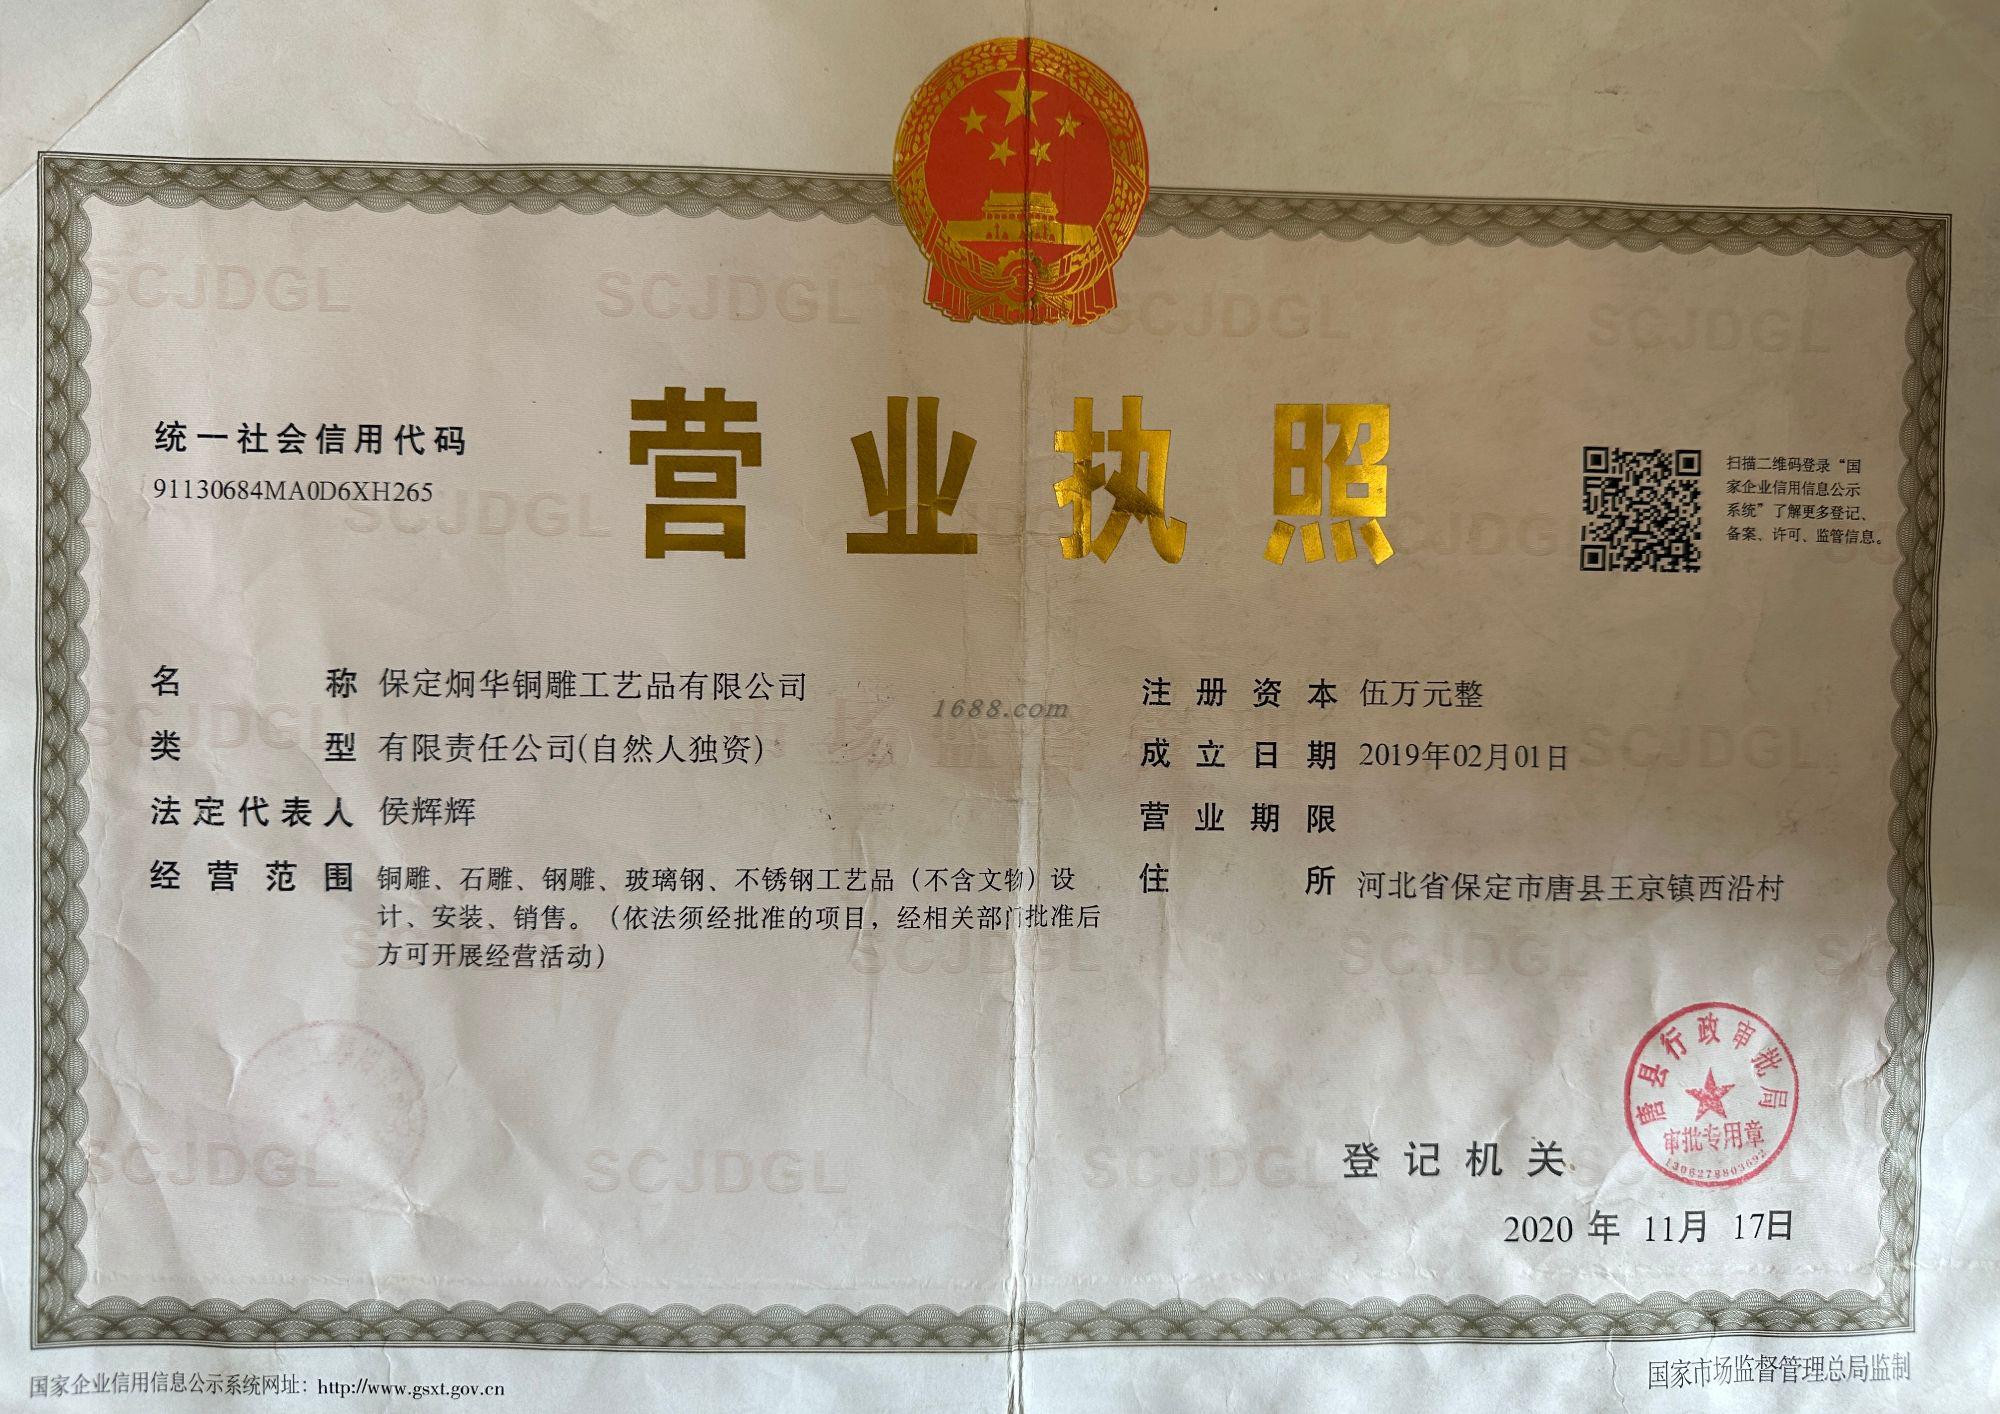 统一社会信用代码
91130684MA0D6XH265
营业执照
扫描二维码登录“国
家企业信用信息公示
系统”了解更多登记、
备案、许可、监管信息。
名称 保定炯华铜雕工艺品有限公司
类型 有限责任公司(自然人独资)
法定代表人 侯辉辉
经营范围 铜雕、石雕、钢雕、玻璃钢、不锈钢工艺品（不含文物）设
计、安装、销售。（依法须经批准的项目，经相关部门批准后
方可开展经营活动）
1688.com
注册资本 伍万元整
成立日期 2019年02月01日
营业期限
住所 河北省保定市唐县王京镇西沿村
登记机关
唐县行政审批局
审批专用章
1306278803692
2020 年 11月 17日
国家企业信用信息公示系统网址：http://www.gsxt.gov.cn
国家市场监督管理总局监制
SCJDGL